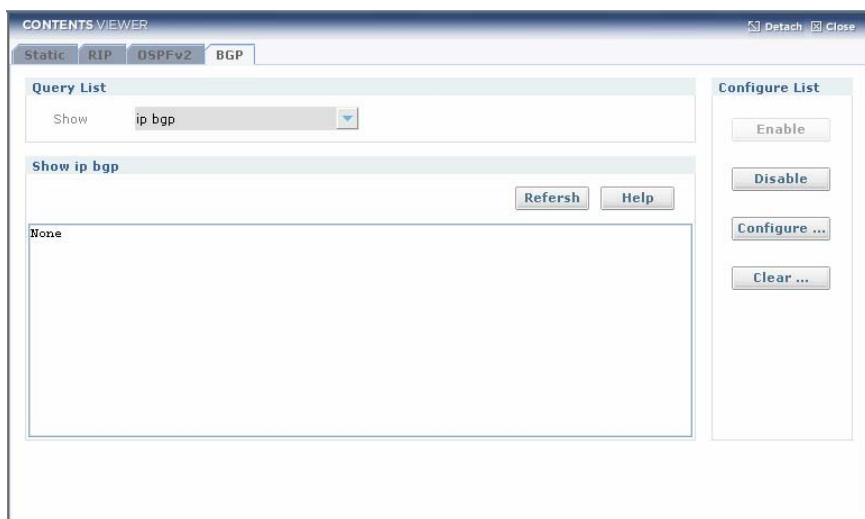 CONTENTS VIEWER
Detach Close
Static RIP OSPFv2 BGP
Query List
Show ip bgp
Show ip bgp
Refersh Help
None
Configure List
Enable
Disable
Configure ...
Clear ...